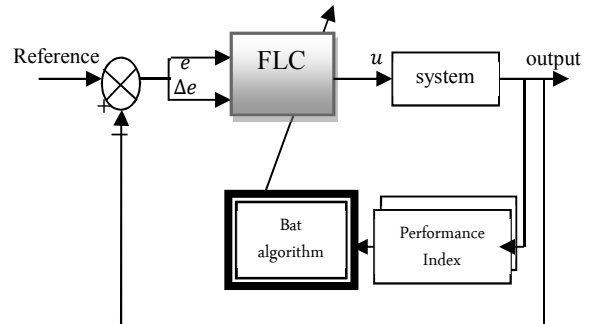 Reference
+
−
e
Δe
FLC
u
system
output
Bat
algorithm
Performance
Index